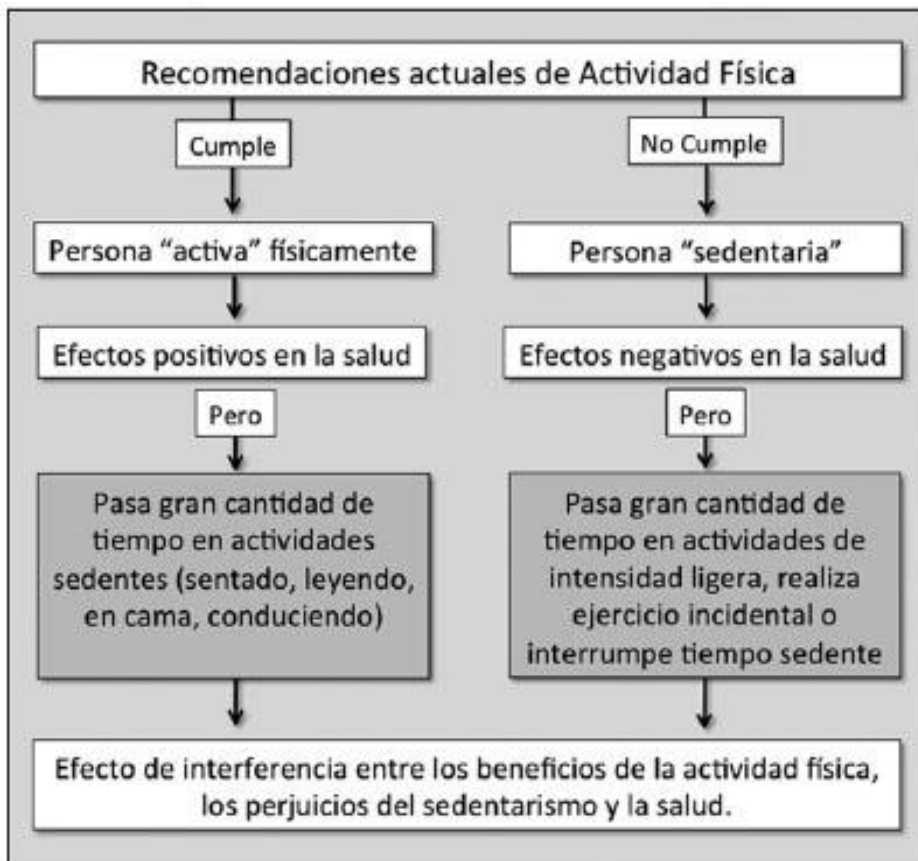 Recomendaciones actuales de Actividad Física
Cumple
No Cumple
Persona “activa” físicamente
Persona “sedentaria”
Efectos positivos en la salud
Efectos negativos en la salud
Pero
Pero
Pasa gran cantidad de
tiempo en actividades
sedentes (sentado, leyendo,
en cama, conduciendo)
Pasa gran cantidad de
tiempo en actividades de
intensidad ligera, realiza
ejercicio incidental o
interrumpe tiempo sedente
Efecto de interferencia entre los beneficios de la actividad física,
los perjuicios del sedentarismo y la salud.